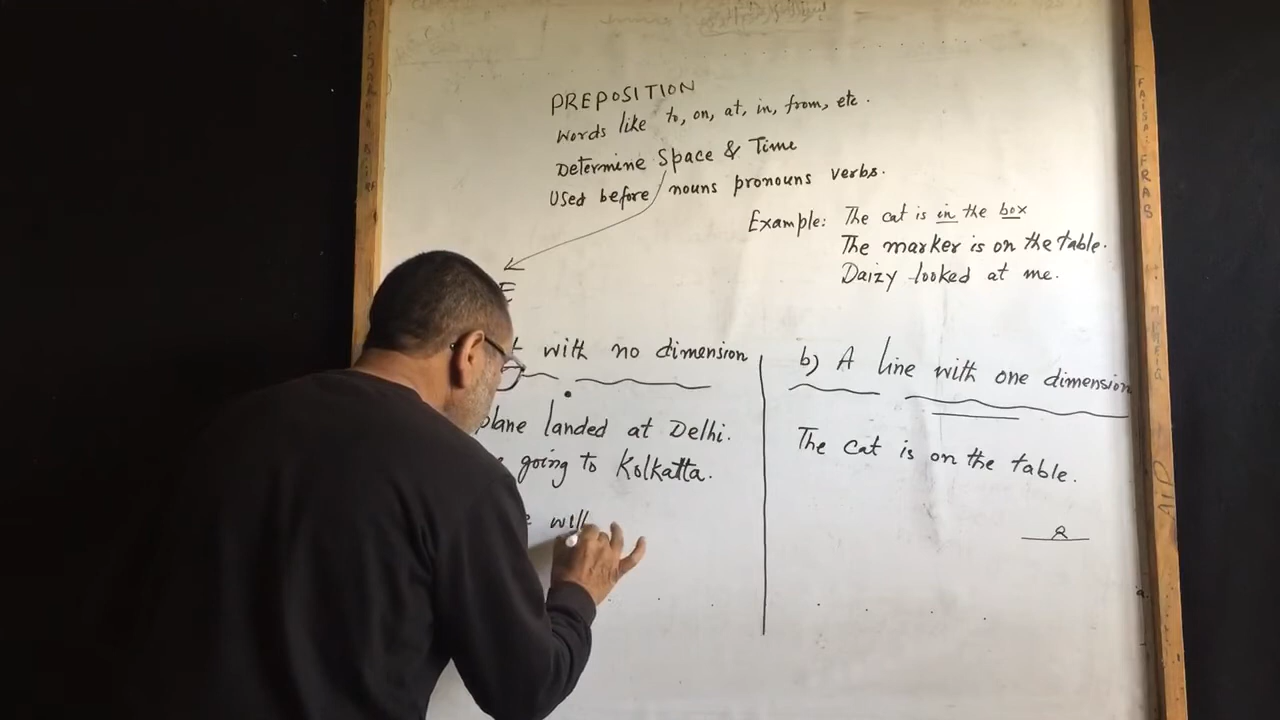 PREPOSITION
Words like to, on, at, in, from, etc.
Determine Space & Time
Used before nouns pronouns verbs.
Example: The cat is in the box
The marker is on the table.
Daizy looked at me.
E
with no dimension
plane landed at Delhi.
going to Kolkatta.
will
b) A line with one dimension
The cat is on the table.
FAISAL FRAS